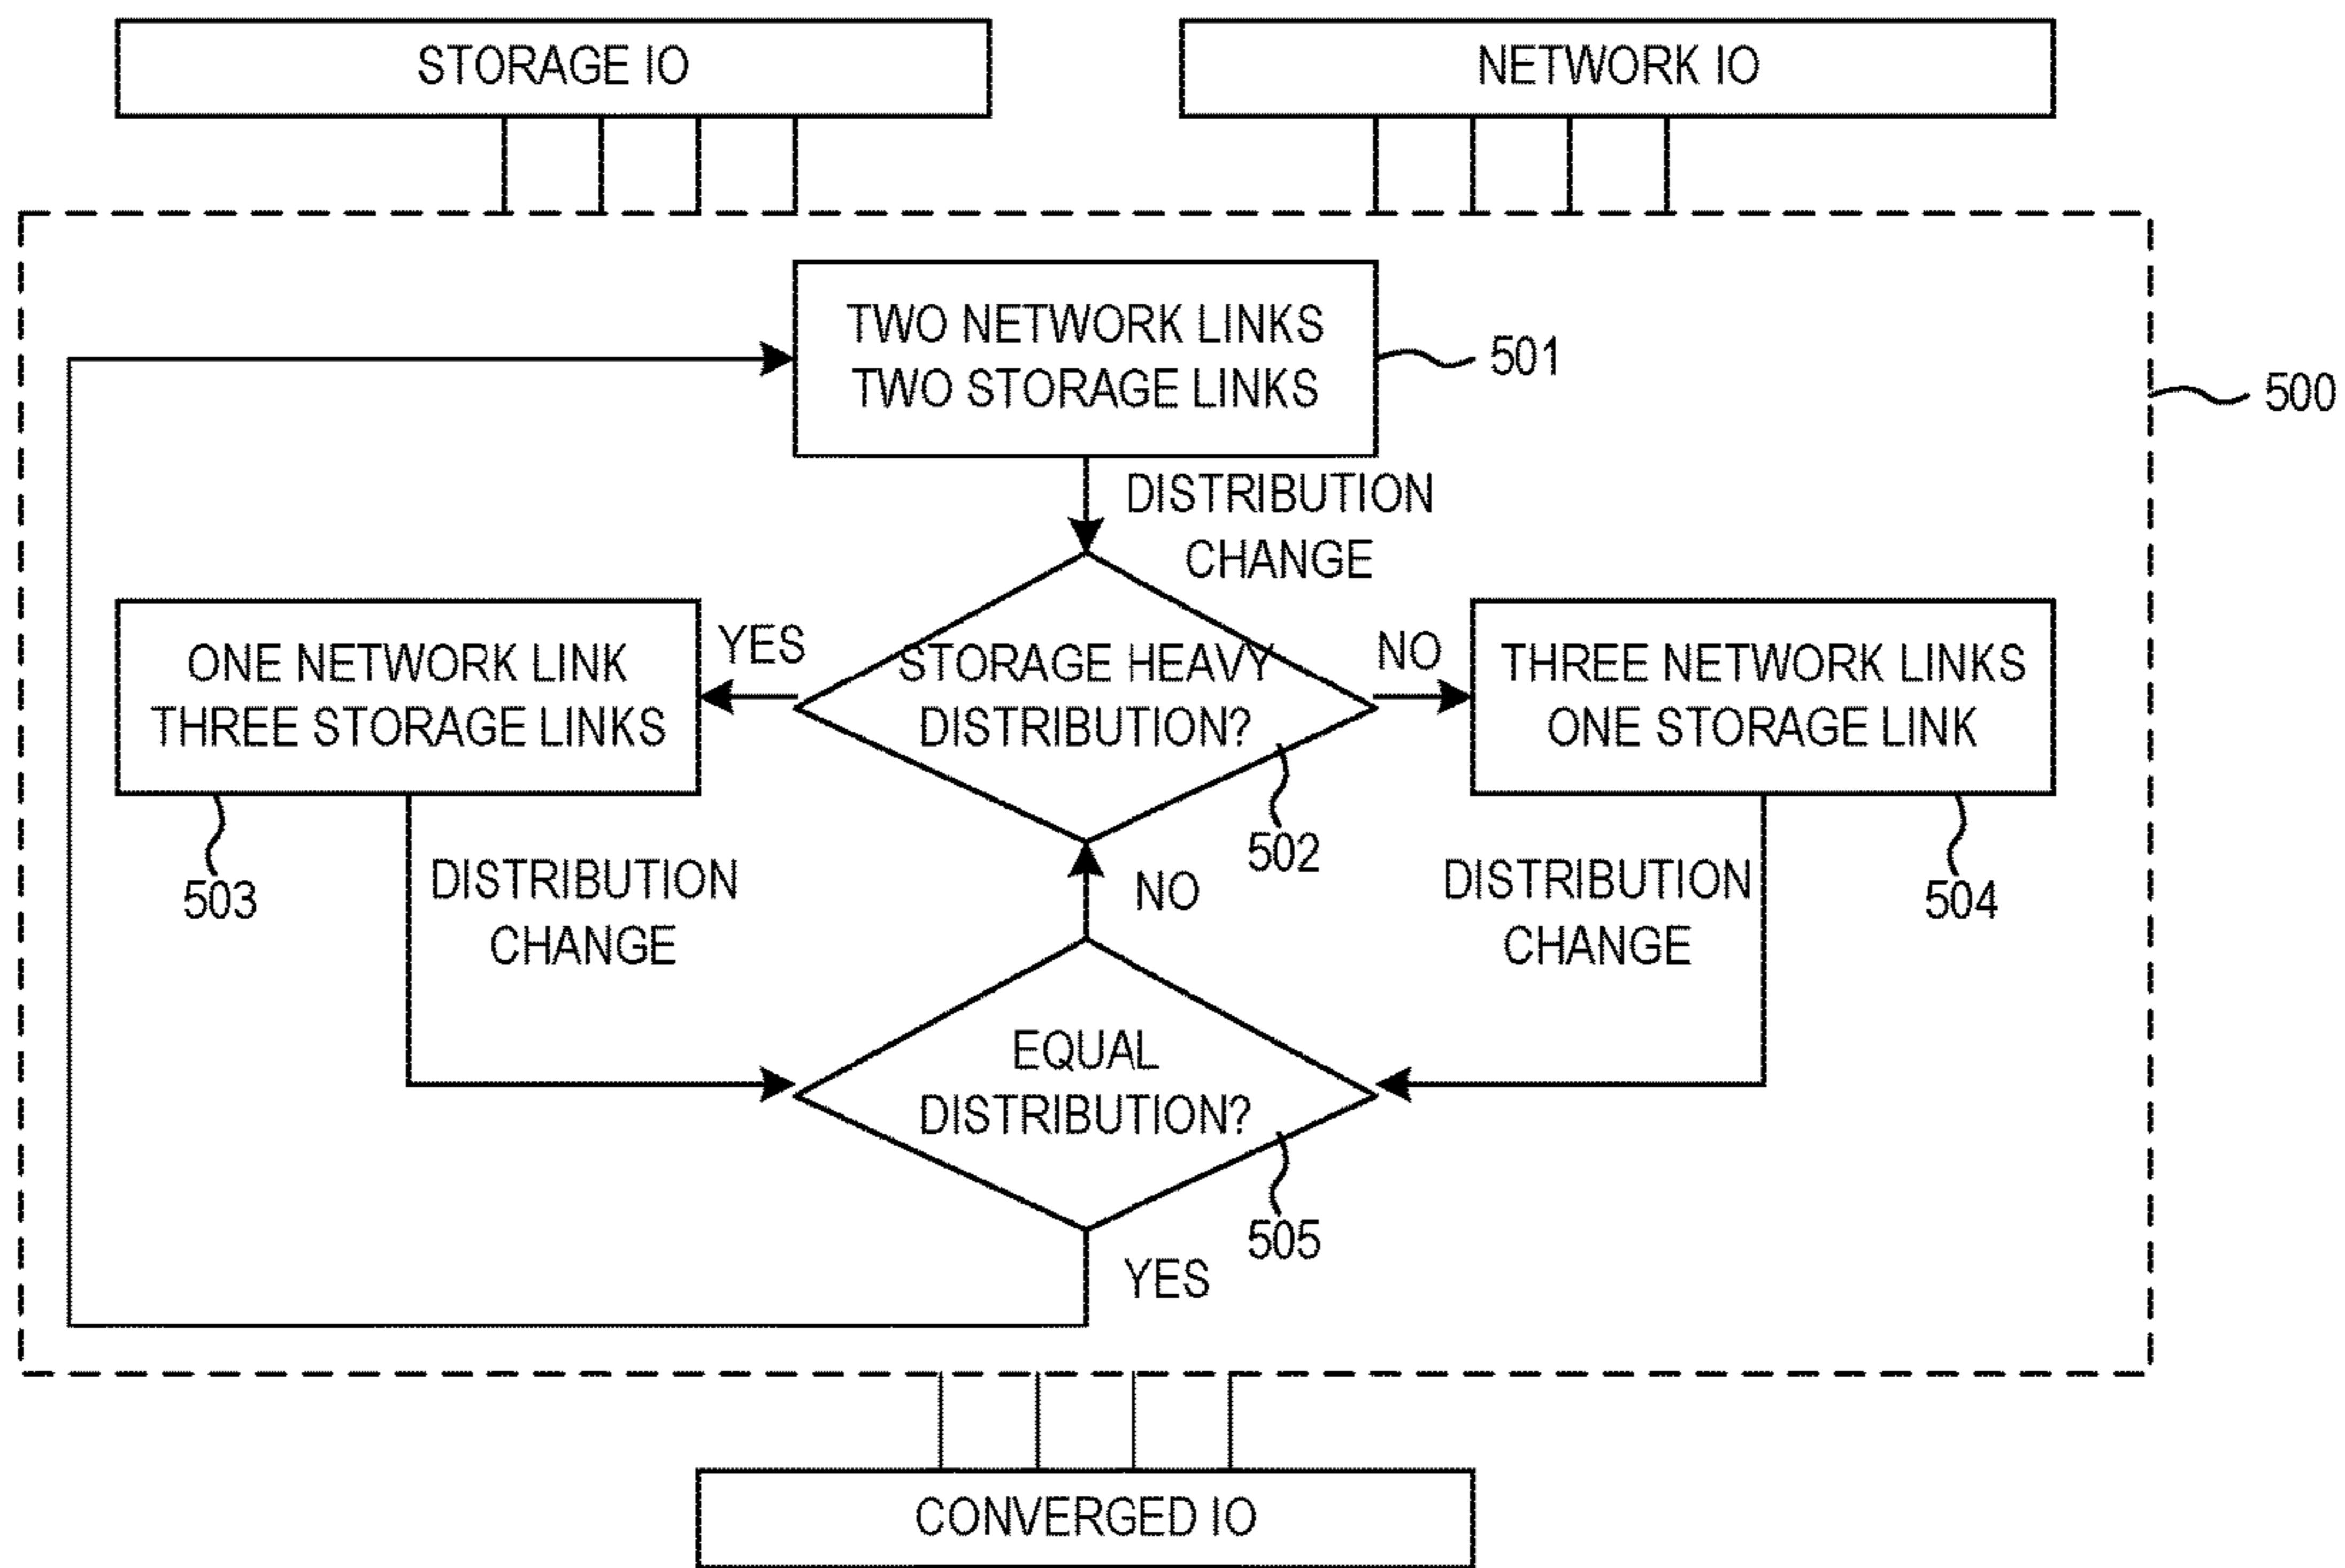 STORAGE IO
NETWORK IO
TWO NETWORK LINKS
TWO STORAGE LINKS
501
500
DISTRIBUTION
CHANGE
YES
STORAGE HEAVY
DISTRIBUTION?
NO
ONE NETWORK LINK
THREE STORAGE LINKS
THREE NETWORK LINKS
ONE STORAGE LINK
502
503
504
DISTRIBUTION
CHANGE
NO
DISTRIBUTION
CHANGE
EQUAL
DISTRIBUTION?
505
YES
CONVERGED IO